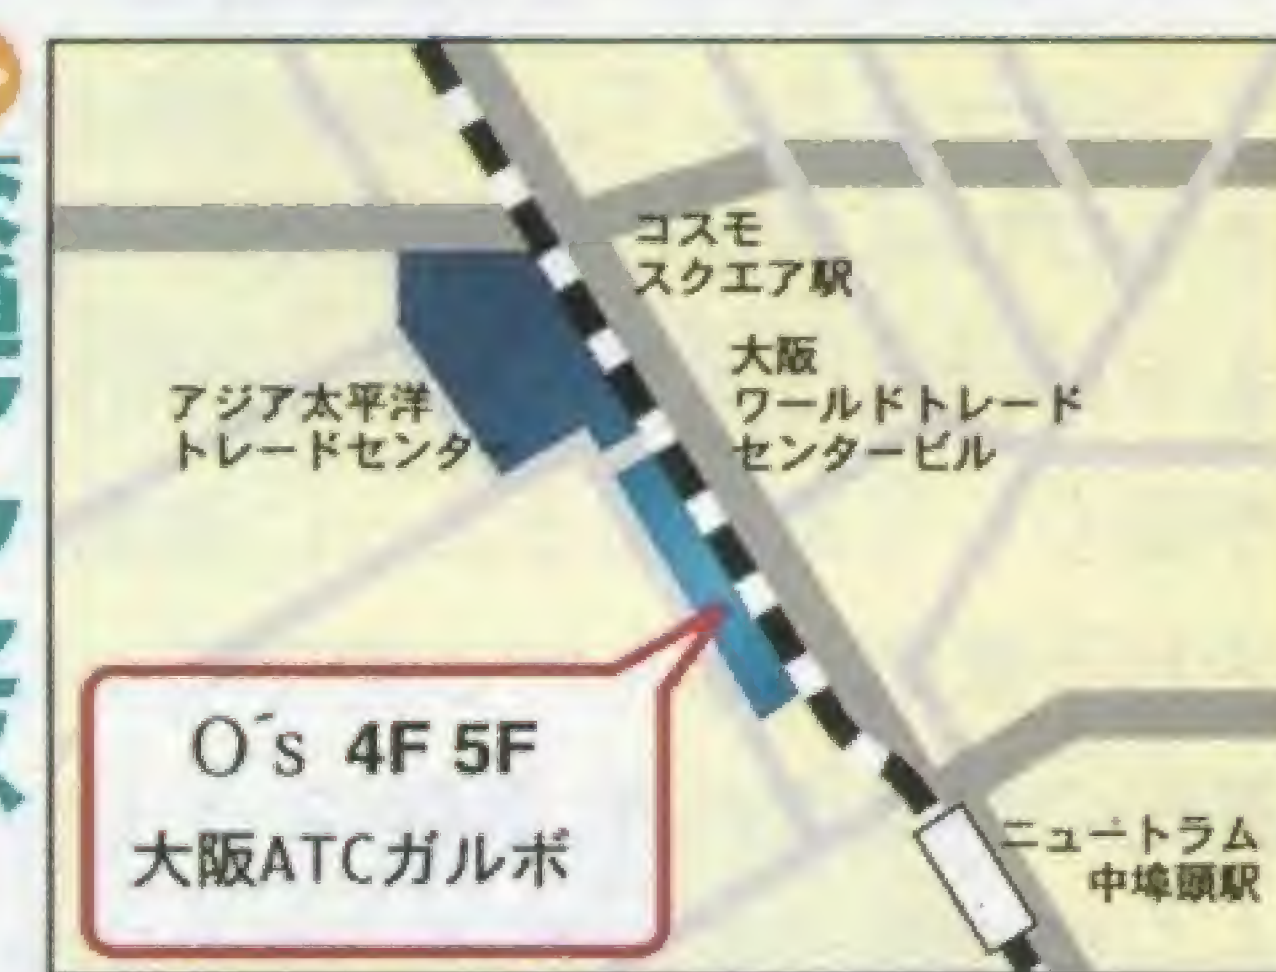 コスモ
スクエア駅
大阪
ワールドトレード
センタービル
アジア太平洋
トレードセンタ
O´s 4F 5F
大阪ATCガルボ
ニュートラム
中埠頭駅